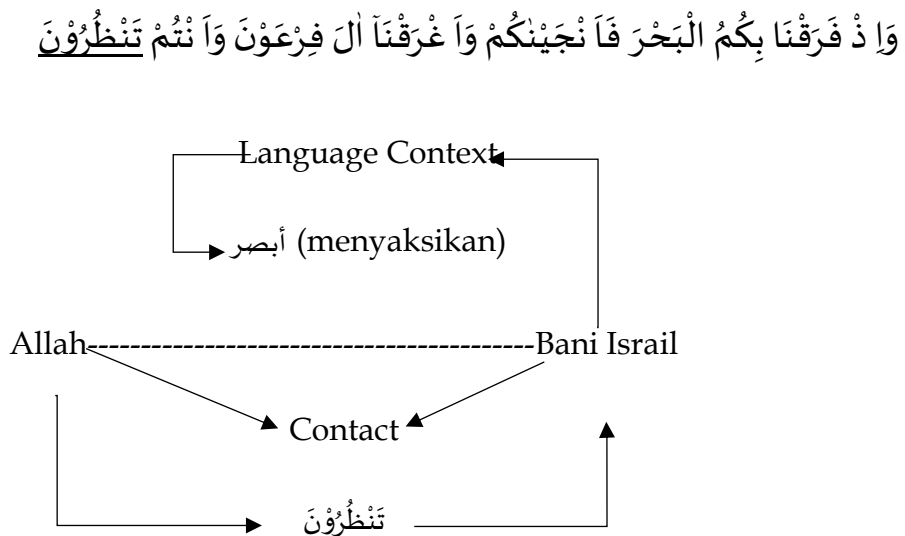 وَاِ ذْ فَرَقْنَا بِكُمُ الْبَحْرَ فَاَ نْجَيْنٰكُمْ وَاَ غْرَقْنَآ اٰلَ فِرْعَوْنَ وَاَ نْتُمْ تَنْظُرُوْنَ
Language Context
أبصر (menyaksikan)
Allah------------------------------------------Bani Israil
Contact
تَنْظُرُوْنَ